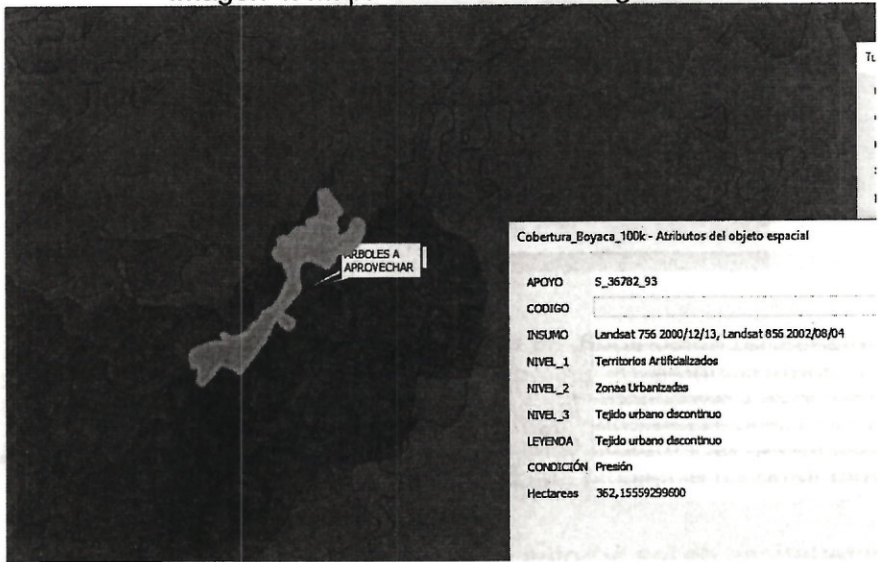 ARBOLES A
APROVECHAR
Cobertura_Boyaca_100k - Atributos del objeto espacial
APOYO S_36782_93
CODIGO
INSUMO Landsat 756 2000/12/13, Landsat 856 2002/08/04
NIVEL_1 Territorios Artificializados
NIVEL_2 Zonas Urbanizadas
NIVEL_3 Tejido urbano discontinuo
LEYENDA Tejido urbano discontinuo
CONDICIÓN Presión
Hectareas 362,15559299600